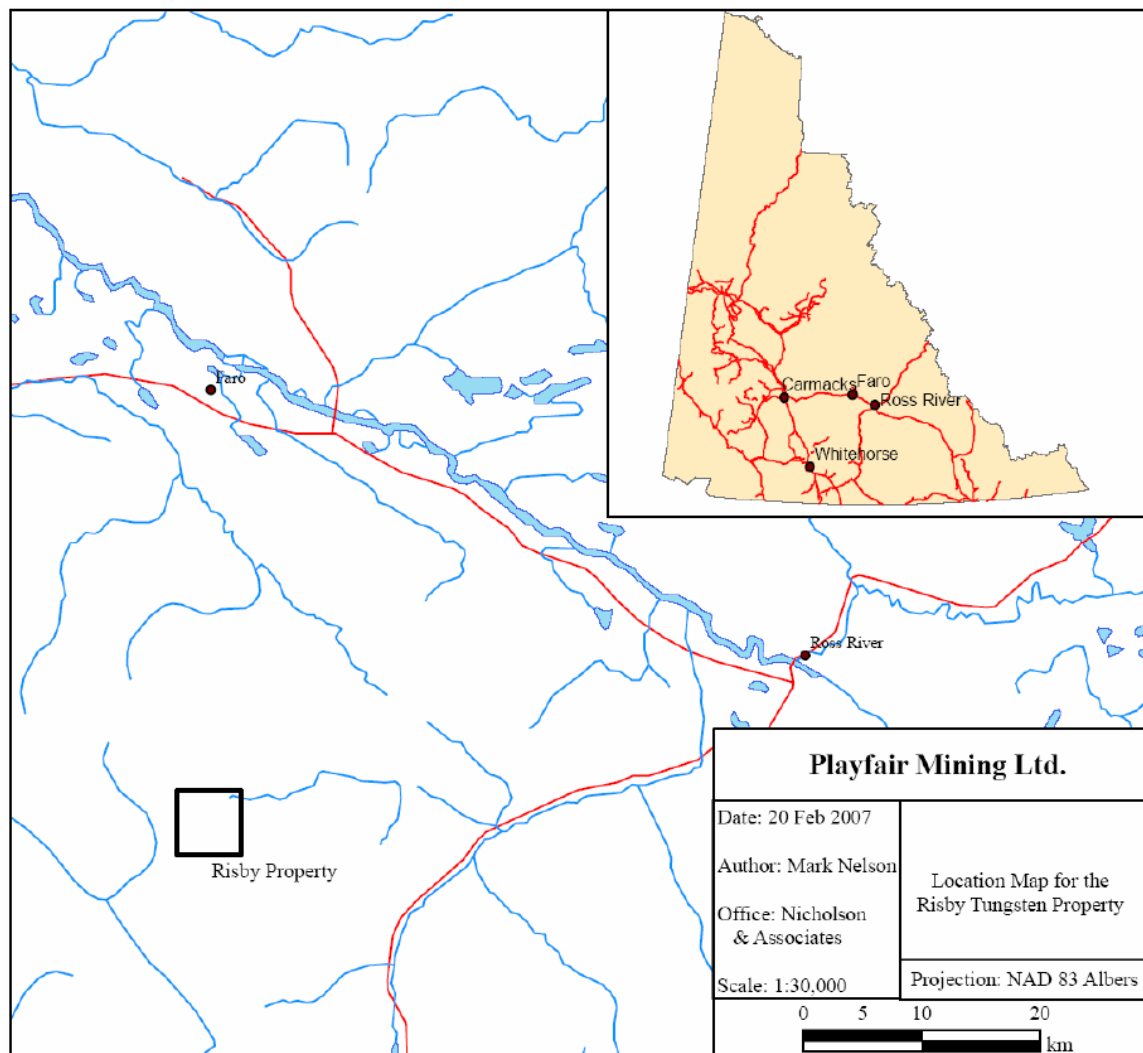 Carmacks
Faro
Ross River
Whitehorse
Faro
Ross River
Risby Property
Playfair Mining Ltd.
Date: 20 Feb 2007
Author: Mark Nelson
Office: Nicholson
& Associates
Scale: 1:30,000
Location Map for the
Risby Tungsten Property
Projection: NAD 83 Albers
0 5 10 20
km